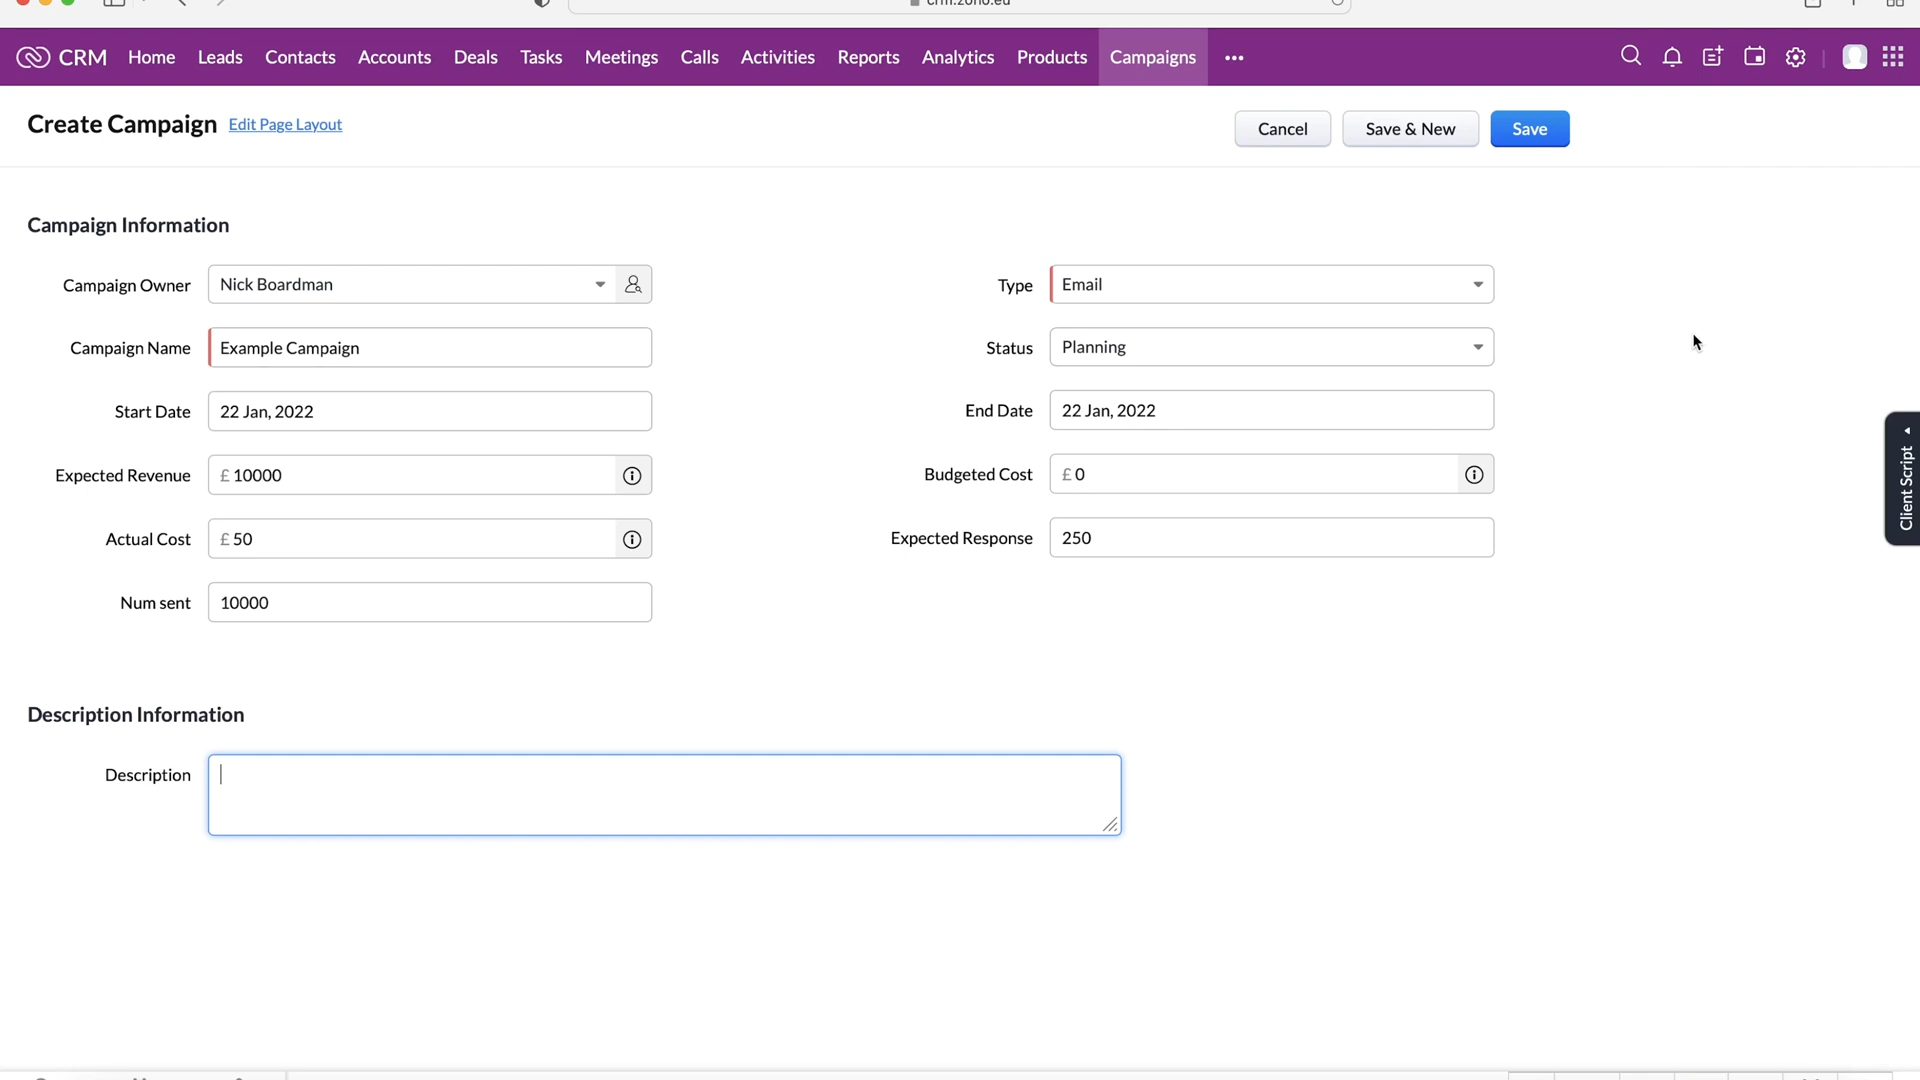 crm.zoho.eu
CRM Home Leads Contacts Accounts Deals Tasks Meetings Calls Activities Reports Analytics Products Campaigns •••
Create Campaign Edit Page Layout Cancel Save & New Save
Campaign Information
Campaign Owner Nick Boardman Type Email
Campaign Name Example Campaign Status Planning
Start Date 22 Jan, 2022 End Date 22 Jan, 2022
Expected Revenue £ 10000 Budgeted Cost £ 0
Actual Cost £ 50 Expected Response 250
Num sent 10000
Client Script
Description Information
Description